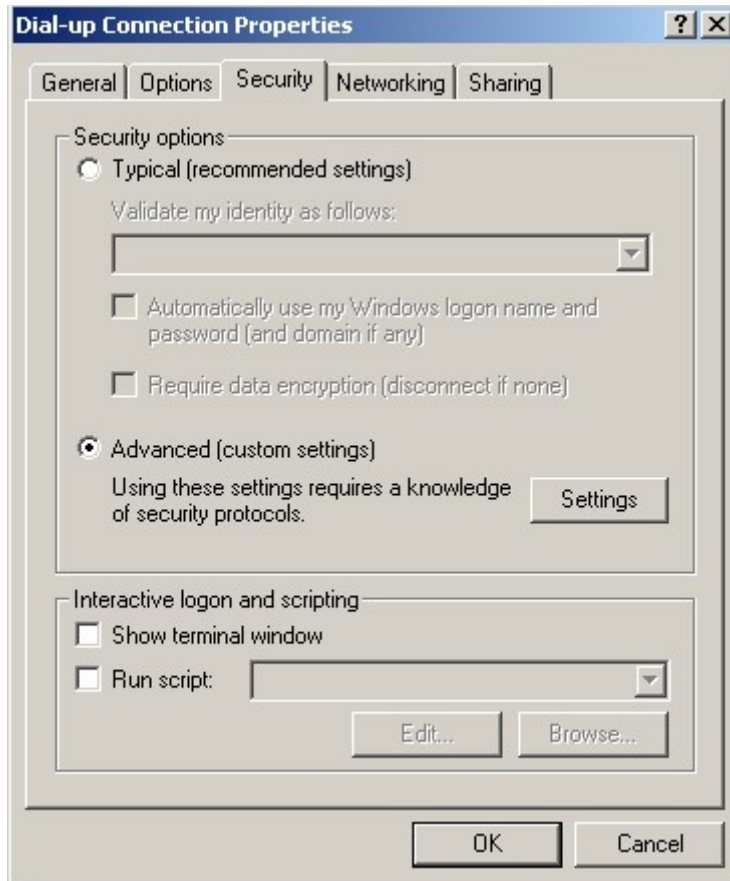 Dial-up Connection Properties
General Options Security Networking Sharing
Security options
Typical (recommended settings)
Validate my identity as follows:
Automatically use my Windows logon name and
password (and domain if any)
Require data encryption (disconnect if none)
Advanced (custom settings)
Using these settings requires a knowledge
of security protocols.
Settings
Interactive logon and scripting
Show terminal window
Run script:
Edit... Browse...
OK Cancel